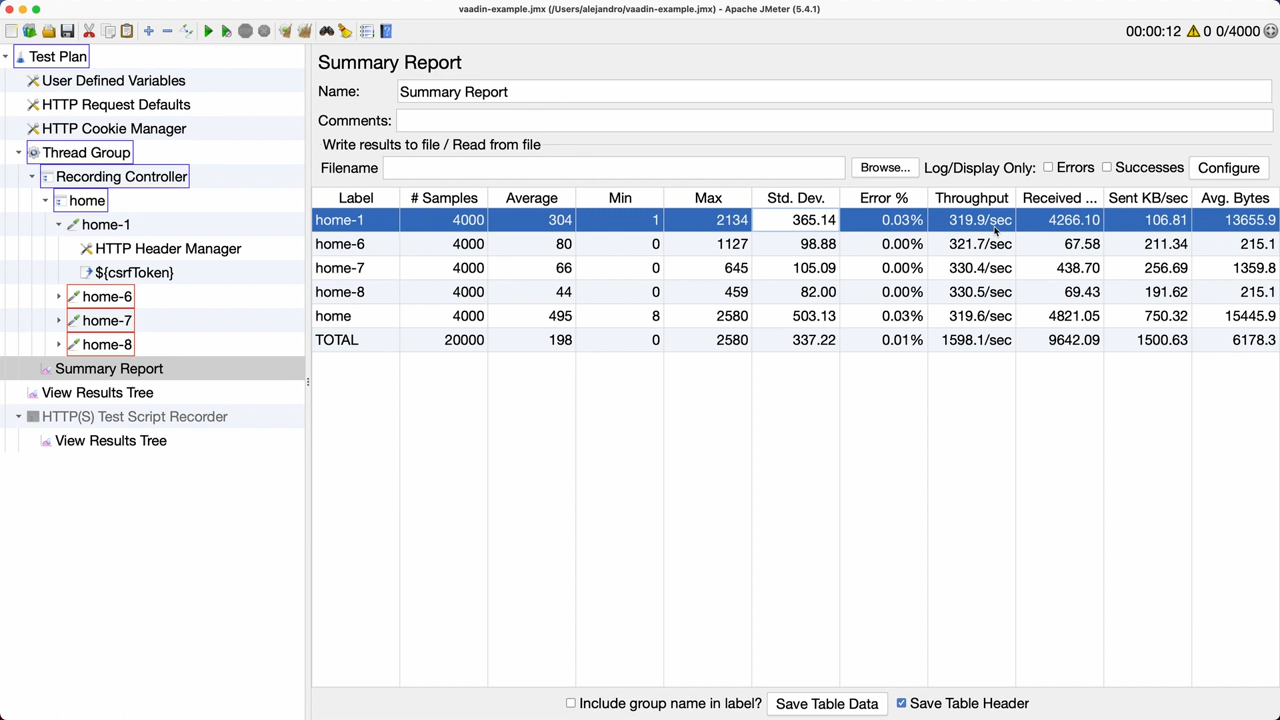 vaadin-example.jmx (/Users/alejandro/vaadin-example.jmx) - Apache JMeter (5.4.1)
00:00:12 0 0/4000
Test Plan
User Defined Variables
HTTP Request Defaults
HTTP Cookie Manager
Thread Group
Recording Controller
home
home-1
HTTP Header Manager
${csrfToken}
home-6
home-7
home-8
Summary Report
View Results Tree
HTTP(S) Test Script Recorder
View Results Tree
Summary Report
Name: Summary Report
Comments:
Write results to file / Read from file
Filename Browse... Log/Display Only: Errors Successes Configure
Label # Samples Average Min Max Std. Dev. Error % Throughput Received ... Sent KB/sec Avg. Bytes
home-1 4000 304 1 2134 365.14 0.03% 319.9/sec 4266.10 106.81 13655.9
home-6 4000 80 0 1127 98.88 0.00% 321.7/sec 67.58 211.34 215.1
home-7 4000 66 0 645 105.09 0.00% 330.4/sec 438.70 256.69 1359.8
home-8 4000 44 0 459 82.00 0.00% 330.5/sec 69.43 191.62 215.1
home 4000 495 8 2580 503.13 0.03% 319.6/sec 4821.05 750.32 15445.9
TOTAL 20000 198 0 2580 337.22 0.01% 1598.1/sec 9642.09 1500.63 6178.3
Include group name in label? Save Table Data Save Table Header